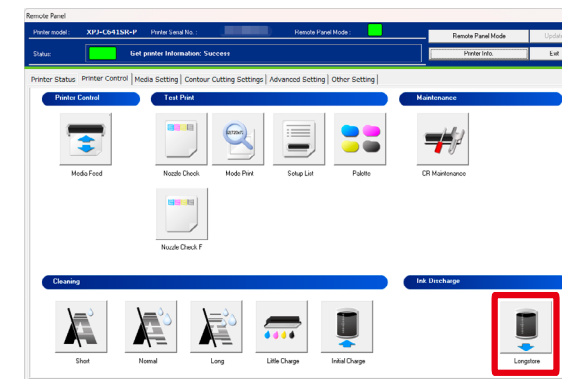 Remote Panel
Printer model : XPJ-C641SR-P Printer Serial No. : Remote Panel Mode :
Remote Panel Mode Update
Status: Get printer Information: Success
Printer Info. Exit
Printer Status Printer Control Media Setting Contour Cutting Settings Advanced Setting Other Setting
Printer Control Test Print Maintenance
Media Feed Nozzle Check Mode Print Setup List Palette CR Maintenance
Nozzle Check F
Cleaning Ink Discharge
Short Normal Long Little Charge Initial Charge Longstore